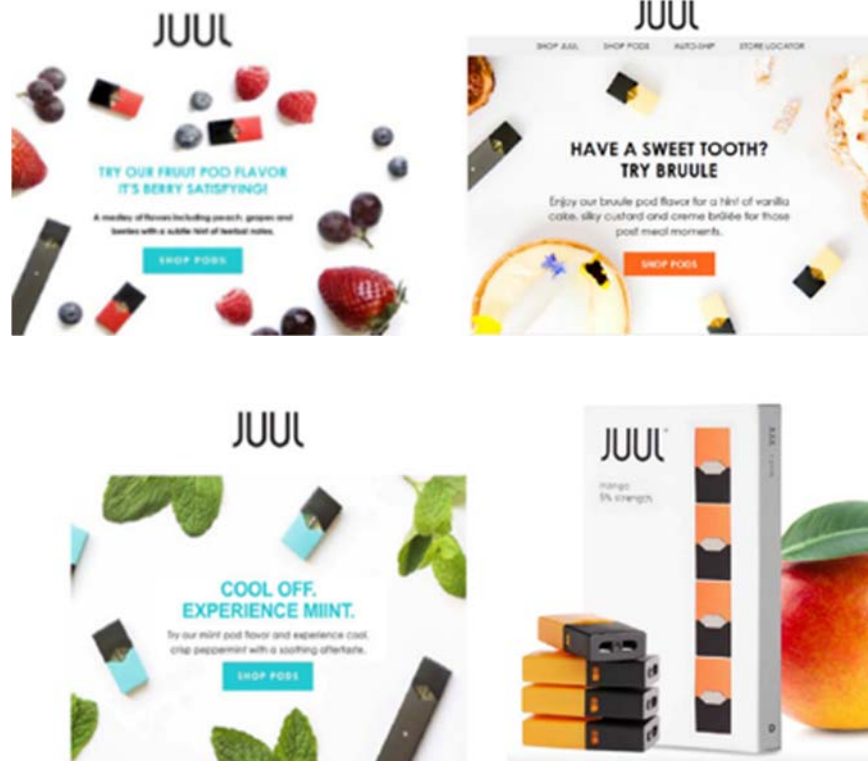 JUUL
TRY OUR FRUUT POD FLAVOR
IT'S BERRY SATISFYING!
A medley of flavors including peach, grapes and
berries with a subtle hint of herbal notes.
SHOP PODS
JUUL
SHOP JUUL SHOP PODS AUTO-SHIP STORE LOCATOR
HAVE A SWEET TOOTH?
TRY BRUULE
Enjoy our bruule pod flavor for a hint of vanilla
cake, silky custard and creme brûlée for those
post meal moments.
SHOP PODS
JUUL
COOL OFF.
EXPERIENCE MIINT.
Try our miint pod flavor and experience cool,
crisp peppermint with a soothing aftertaste.
SHOP PODS
JUUL
mango
5% strength